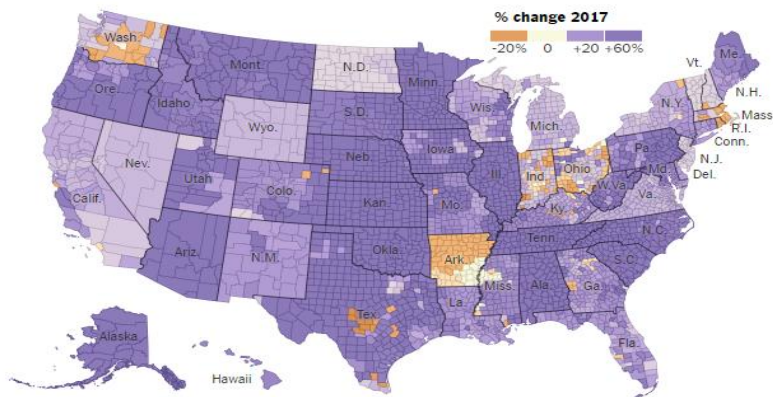 % change 2017
-20% 0 +20 +60%
Wash.
Mont.
N.D.
Minn.
Vt.
Me.
Ore.
Idaho
S.D.
Wis.
N.Y.
N.H.
Wyo.
Mich.
Mass
R.I.
Conn.
Nev.
Neb.
Iowa
Pa.
N.J.
Utah
Colo.
Ill.
Ind.
Ohio
Md.
Del.
Calif.
Kan.
Mo.
W.Va.
Va.
Ky.
Ariz.
N.M.
Okla.
Ark.
Tenn.
N.C.
S.C.
Tex.
La.
Miss.
Ala.
Ga.
Alaska
Hawaii
Fla.